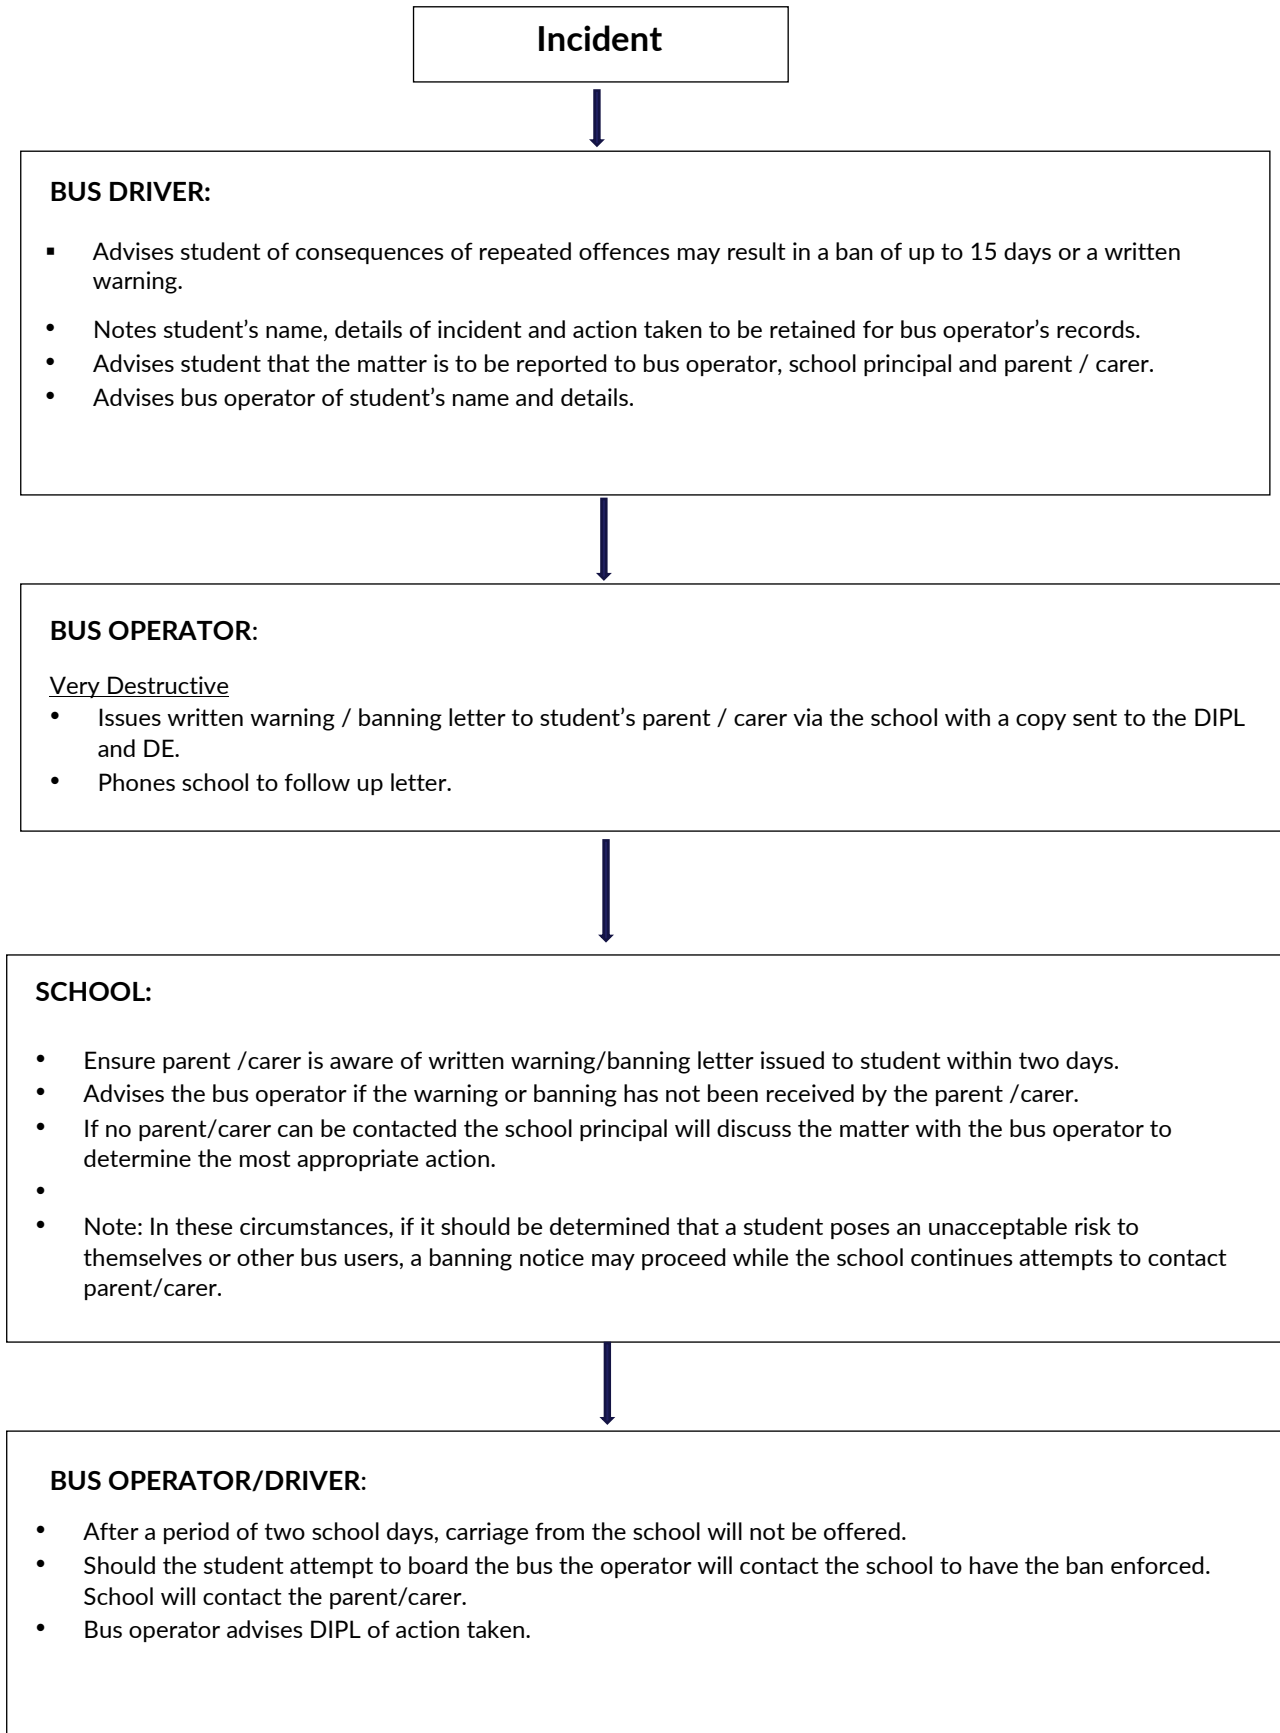 Incident
BUS DRIVER:
▪ Advises student of consequences of repeated offences may result in a ban of up to 15 days or a written
warning.
• Notes student’s name, details of incident and action taken to be retained for bus operator’s records.
• Advises student that the matter is to be reported to bus operator, school principal and parent / carer.
• Advises bus operator of student’s name and details.
BUS OPERATOR:
Very Destructive
• Issues written warning / banning letter to student’s parent / carer via the school with a copy sent to the DIPL
and DE.
• Phones school to follow up letter.
SCHOOL:
• Ensure parent /carer is aware of written warning/banning letter issued to student within two days.
• Advises the bus operator if the warning or banning has not been received by the parent /carer.
• If no parent/carer can be contacted the school principal will discuss the matter with the bus operator to
determine the most appropriate action.
•
• Note: In these circumstances, if it should be determined that a student poses an unacceptable risk to
themselves or other bus users, a banning notice may proceed while the school continues attempts to contact
parent/carer.
BUS OPERATOR/DRIVER:
• After a period of two school days, carriage from the school will not be offered.
• Should the student attempt to board the bus the operator will contact the school to have the ban enforced.
School will contact the parent/carer.
• Bus operator advises DIPL of action taken.